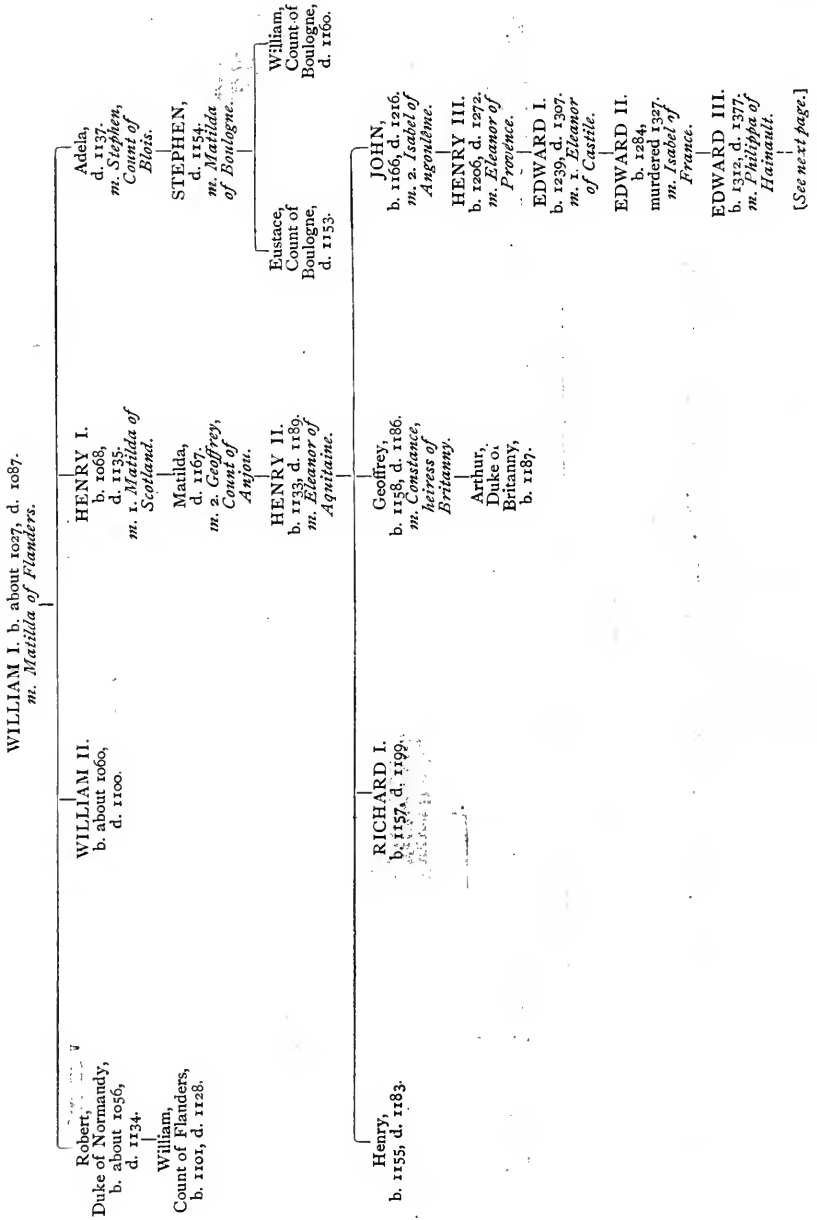 WILLIAM I. b. about 1027, d. 1087.
m. Matilda of Flanders.
Robert,
Duke of Normandy,
b. about 1056,
d. 1134.
William,
Count of Flanders,
b. 1101, d. 1128.
WILLIAM II.
b. about 1060,
d. 1100.
HENRY I.
b. 1068,
d. 1135.
m. 1. Matilda of
Scotland.
Matilda,
d. 1167.
m. 2. Geoffrey,
Count of
Anjou.
HENRY II.
b. 1133, d. 1189.
m. Eleanor of
Aquitaine.
Adela,
d. 1137.
m. Stephen,
Count of
Blois.
STEPHEN,
d. 1154.
m. Matilda
of Boulogne.
Eustace,
Count of
Boulogne,
d. 1153.
William,
Count of
Boulogne,
d. 1160.
Henry,
b. 1155, d. 1183.
RICHARD I.
b. 1157, d. 1199.
Geoffrey,
b. 1158, d. 1186.
m. Constance,
heiress of
Britanny.
Arthur,
Duke of
Britanny,
b. 1187.
JOHN,
b. 1166, d. 1216.
m. 2. Isabel of
Angoulême.
HENRY III.
b. 1206, d. 1272.
m. Eleanor of
Provence.
EDWARD I.
b. 1239, d. 1307.
m. 1. Eleanor
of Castile.
EDWARD II.
b. 1284,
murdered 1327.
m. Isabel of
France.
EDWARD III.
b. 1312, d. 1377.
m. Philippa of
Hainault.
[See next page.]